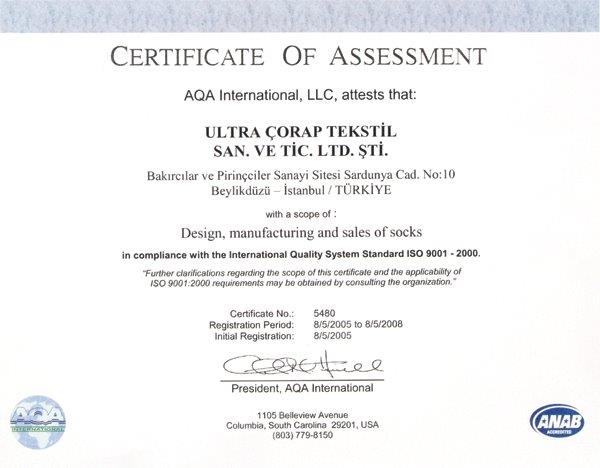 CERTIFICATE OF ASSESSMENT
AQA International, LLC, attests that:
ULTRA ÇORAP TEKSTİL
SAN. VE TİC. LTD. ŞTİ.
Bakırcılar ve Pirinççiler Sanayi Sitesi Sardunya Cad. No:10
Beylikdüzü – İstanbul / TÜRKİYE
with a scope of :
Design, manufacturing and sales of socks
in compliance with the International Quality System Standard ISO 9001 - 2000.
"Further clarifications regarding the scope of this certificate and the applicability of
ISO 9001:2000 requirements may be obtained by consulting the organization."
Certificate No.: 5480
Registration Period: 8/5/2005 to 8/5/2008
Initial Registration: 8/5/2005
President, AQA International
1105 Belleview Avenue
Columbia, South Carolina 29201, USA
(803) 779-8150
AQA
INTERNATIONAL
ANAB
ACCREDITED